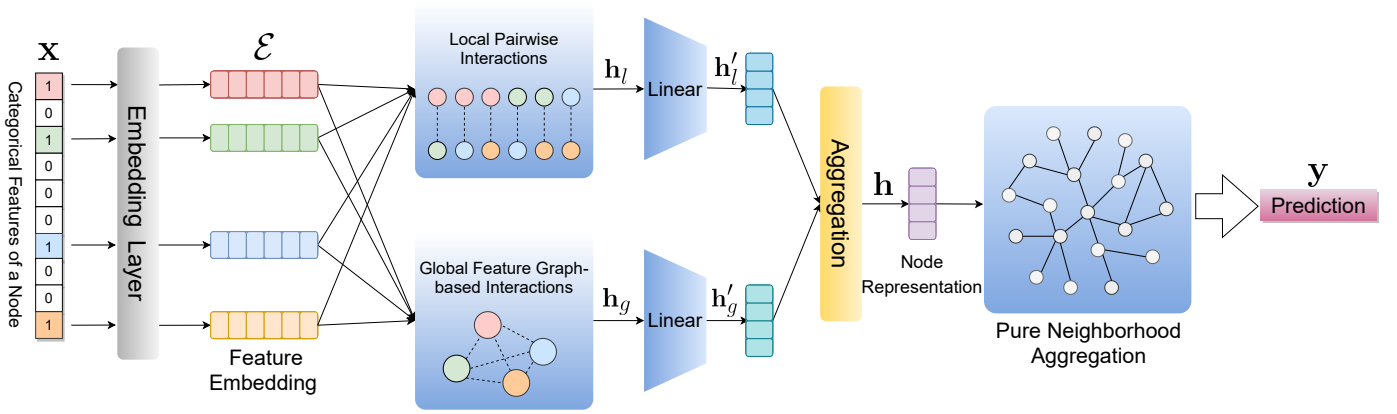 x
Categorical Features of a Node
1
0
1
0
0
0
1
0
0
1
Embedding Layer
ℰ
Feature
Embedding
Local Pairwise
Interactions
Global Feature Graph-
based Interactions
h_l
Linear
h'_l
h_g
Linear
h'_g
Aggregation
h
Node
Representation
Pure Neighborhood
Aggregation
y
Prediction